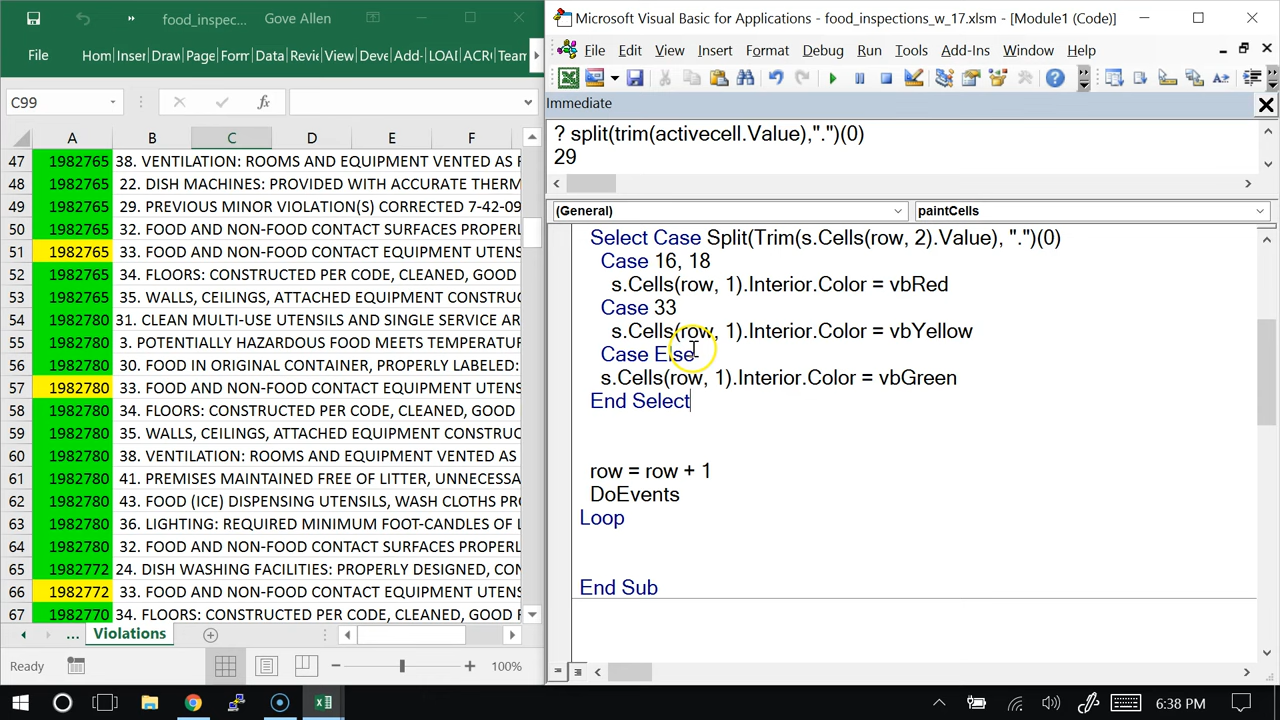 food_inspec... Gove Allen
File Hom Inser Draw Page Form Data Revie View Deve Add- LOAI ACRO Team
C99
A B C D E F
47 1982765 38. VENTILATION: ROOMS AND EQUIPMENT VENTED AS
48 1982765 22. DISH MACHINES: PROVIDED WITH ACCURATE THERM
49 1982765 29. PREVIOUS MINOR VIOLATION(S) CORRECTED 7-42-09
50 1982765 32. FOOD AND NON-FOOD CONTACT SURFACES PROPERL
51 1982765 33. FOOD AND NON-FOOD CONTACT EQUIPMENT UTENS
52 1982765 34. FLOORS: CONSTRUCTED PER CODE, CLEANED, GOOD
53 1982765 35. WALLS, CEILINGS, ATTACHED EQUIPMENT CONSTRUC
54 1982780 31. CLEAN MULTI-USE UTENSILS AND SINGLE SERVICE AR
55 1982780 3. POTENTIALLY HAZARDOUS FOOD MEETS TEMPERATUR
56 1982780 30. FOOD IN ORIGINAL CONTAINER, PROPERLY LABELED:
57 1982780 33. FOOD AND NON-FOOD CONTACT EQUIPMENT UTENS
58 1982780 34. FLOORS: CONSTRUCTED PER CODE, CLEANED, GOOD
59 1982780 35. WALLS, CEILINGS, ATTACHED EQUIPMENT CONSTRUC
60 1982780 38. VENTILATION: ROOMS AND EQUIPMENT VENTED AS
61 1982780 41. PREMISES MAINTAINED FREE OF LITTER, UNNECESSA
62 1982780 43. FOOD (ICE) DISPENSING UTENSILS, WASH CLOTHS PR
63 1982780 36. LIGHTING: REQUIRED MINIMUM FOOT-CANDLES OF L
64 1982780 32. FOOD AND NON-FOOD CONTACT SURFACES PROPERL
65 1982772 24. DISH WASHING FACILITIES: PROPERLY DESIGNED, CON
66 1982772 33. FOOD AND NON-FOOD CONTACT EQUIPMENT UTENS
67 1982770 34. FLOORS: CONSTRUCTED PER CODE, CLEANED, GOOD
... Violations
Ready 100%
Microsoft Visual Basic for Applications - food_inspections_w_17.xlsm - [Module1 (Code)]
File Edit View Insert Format Debug Run Tools Add-Ins Window Help
Immediate
? split(trim(activecell.Value),".")(0)
29
(General) paintCells
Select Case Split(Trim(s.Cells(row, 2).Value), ".")(0)
Case 16, 18
s.Cells(row, 1).Interior.Color = vbRed
Case 33
s.Cells(row, 1).Interior.Color = vbYellow
Case Else
s.Cells(row, 1).Interior.Color = vbGreen
End Select
row = row + 1
DoEvents
Loop
End Sub
6:38 PM